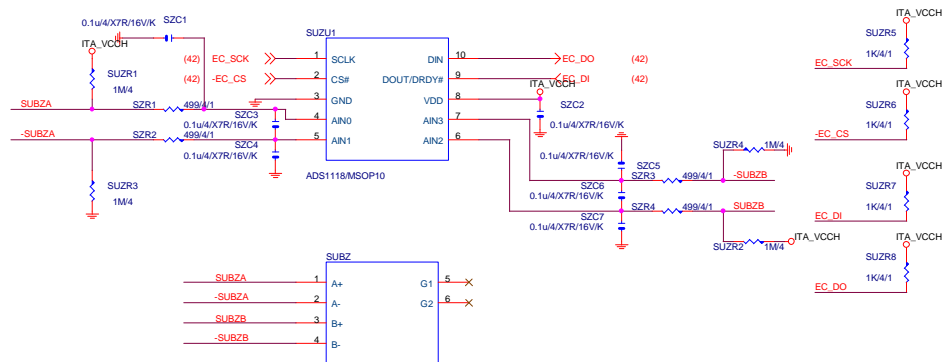 SZC1
0.1u/4/X7R/16V/K
ITA_VCCH
SUZR1
1M/4
SUBZA
SZR1
499/4/1
-SUBZA
SZR2
499/4/1
SUZR3
1M/4
SZC3
0.1u/4/X7R/16V/K
SZC4
0.1u/4/X7R/16V/K
SUZU1
(42) EC_SCK
1 SCLK
DIN 10
EC_DO (42)
(42) -EC_CS
2 CS#
DOUT/DRDY# 9
EC_DI (42)
3 GND
VDD 8
ITA_VCCH
4 AIN0
AIN3 7
5 AIN1
AIN2 6
ADS1118/MSOP10
SZC2
0.1u/4/X7R/16V/K
0.1u/4/X7R/16V/K
SZC5
SZR3
499/4/1
SUZR4
1M/4
-SUBZB
SZC6
0.1u/4/X7R/16V/K
SZR4
499/4/1
SUBZB
SZC7
0.1u/4/X7R/16V/K
SUZR2
1M/4
ITA_VCCH
ITA_VCCH
SUZR5
1K/4/1
EC_SCK
ITA_VCCH
SUZR6
1K/4/1
-EC_CS
ITA_VCCH
SUZR7
1K/4/1
EC_DI
ITA_VCCH
SUZR8
1K/4/1
EC_DO
SUBZ
SUBZA
1 A+
G1 5
-SUBZA
2 A-
G2 6
SUBZB
3 B+
-SUBZB
4 B-